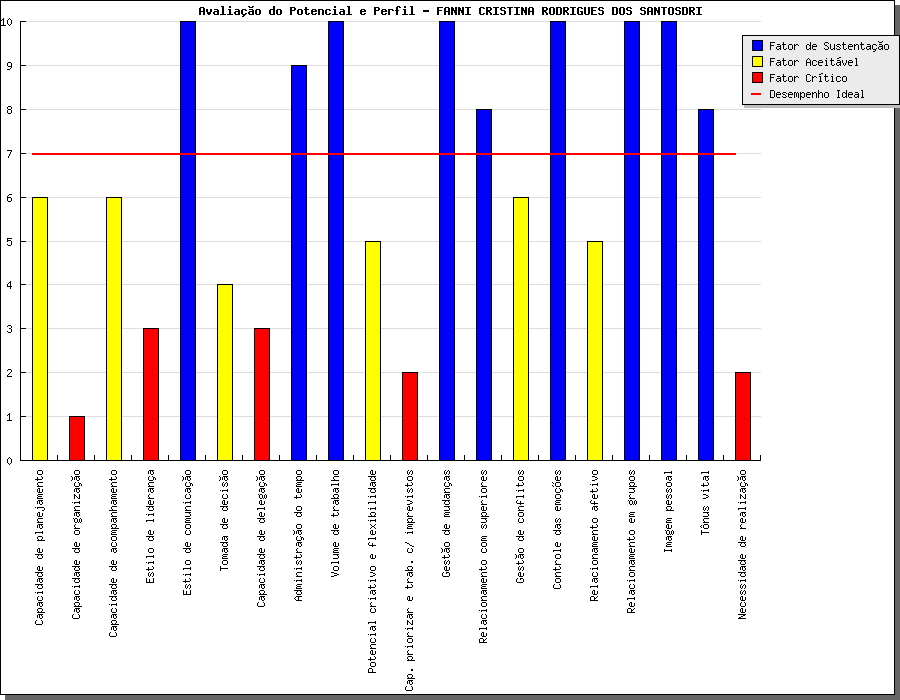 Avaliação do Potencial e Perfil - FANNI CRISTINA RODRIGUES DOS SANTOSDRI
10
9
8
7
6
5
4
3
2
1
0
Fator de Sustentação
Fator Aceitável
Fator Crítico
Desempenho Ideal
Capacidade de planejamento
Capacidade de organização
Capacidade de acompanhamento
Estilo de liderança
Estilo de comunicação
Tomada de decisão
Capacidade de delegação
Administração do tempo
Volume de trabalho
Potencial criativo e flexibilidade
Cap. priorizar e trab. c/ imprevistos
Gestão de mudanças
Relacionamento com superiores
Gestão de conflitos
Controle das emoções
Relacionamento afetivo
Relacionamento em grupos
Imagem pessoal
Tônus vital
Necessidade de realização